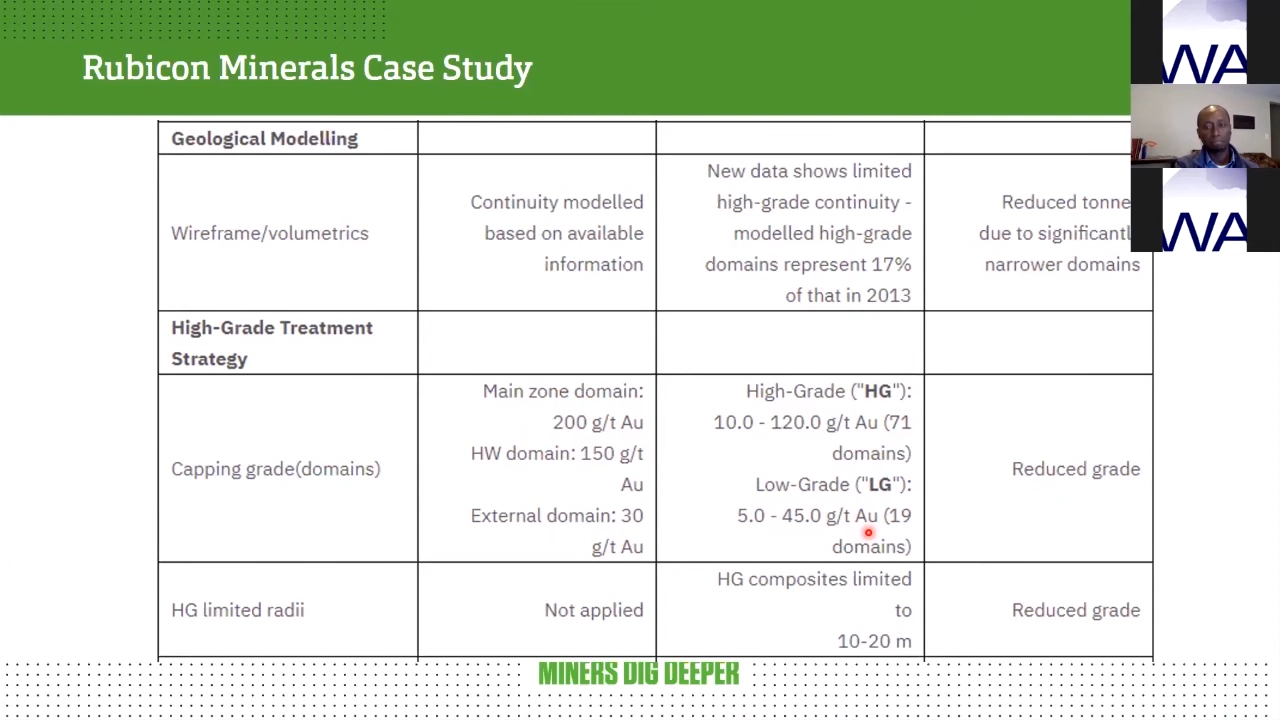 Rubicon Minerals Case Study
WA
WA
Geological Modelling
Wireframe/volumetrics
Continuity modelled
based on available
information
New data shows limited
high-grade continuity -
modelled high-grade
domains represent 17%
of that in 2013
Reduced tonne
due to significantl
narrower domains
High-Grade Treatment
Strategy
Capping grade(domains)
Main zone domain:
200 g/t Au
HW domain: 150 g/t
Au
External domain: 30
g/t Au
High-Grade ("HG"):
10.0 - 120.0 g/t Au (71
domains)
Low-Grade ("LG"):
5.0 - 45.0 g/t Au (19
domains)
Reduced grade
HG limited radii
Not applied
HG composites limited
to
10-20 m
Reduced grade
MINERS DIG DEEPER